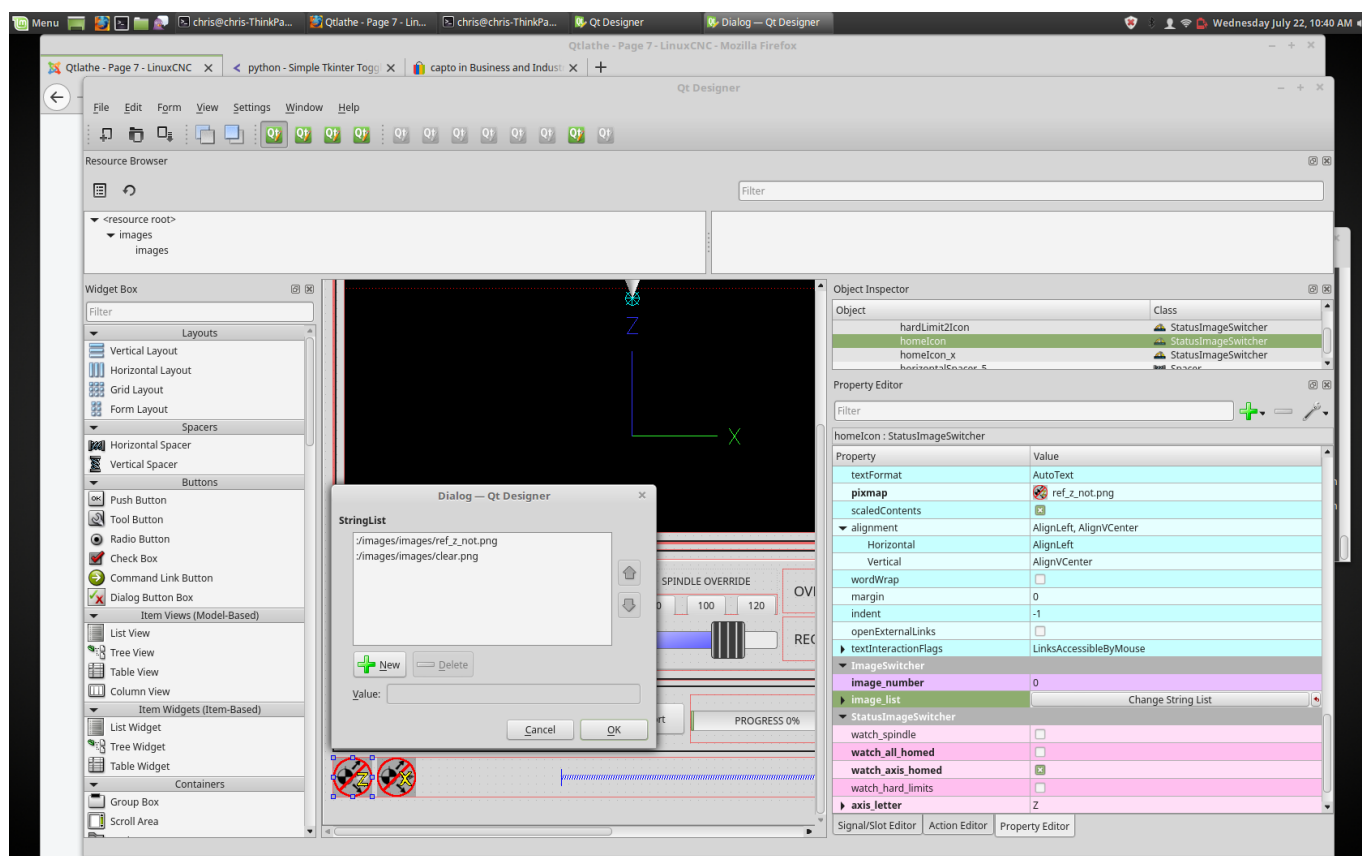 Menu chris@chris-ThinkPa... Qtlathe - Page 7 - Lin... chris@chris-ThinkPa... Qt Designer Dialog — Qt Designer Wednesday July 22, 10:40 AM
Qtlathe - Page 7 - LinuxCNC - Mozilla Firefox
Qtlathe - Page 7 - LinuxCNC python - Simple Tkinter Toggl capto in Business and Indust
Qt Designer
File Edit Form View Settings Window Help
Resource Browser
Filter
<resource root>
images
images
Widget Box
Filter
Layouts
Vertical Layout
Horizontal Layout
Grid Layout
Form Layout
Spacers
Horizontal Spacer
Vertical Spacer
Buttons
Push Button
Tool Button
Radio Button
Check Box
Command Link Button
Dialog Button Box
Item Views (Model-Based)
List View
Tree View
Table View
Column View
Item Widgets (Item-Based)
List Widget
Tree Widget
Table Widget
Containers
Group Box
Scroll Area
Z
X
Dialog — Qt Designer
StringList
:/images/images/ref_z_not.png
:/images/images/clear.png
New Delete
Value:
Cancel OK
SPINDLE OVERRIDE
0 100 120
OVI
REC
rt PROGRESS 0%
Z X
Object Inspector
Object Class
hardLimit2Icon StatusImageSwitcher
homeIcon StatusImageSwitcher
homeIcon_x StatusImageSwitcher
horizontalSpacer_5 Spacer
Property Editor
Filter
homeIcon : StatusImageSwitcher
Property Value
textFormat AutoText
pixmap ref_z_not.png
scaledContents
alignment AlignLeft, AlignVCenter
Horizontal AlignLeft
Vertical AlignVCenter
wordWrap
margin 0
indent -1
openExternalLinks
textInteractionFlags LinksAccessibleByMouse
ImageSwitcher
image_number 0
image_list Change String List
StatusImageSwitcher
watch_spindle
watch_all_homed
watch_axis_homed
watch_hard_limits
axis_letter Z
Signal/Slot Editor Action Editor Property Editor